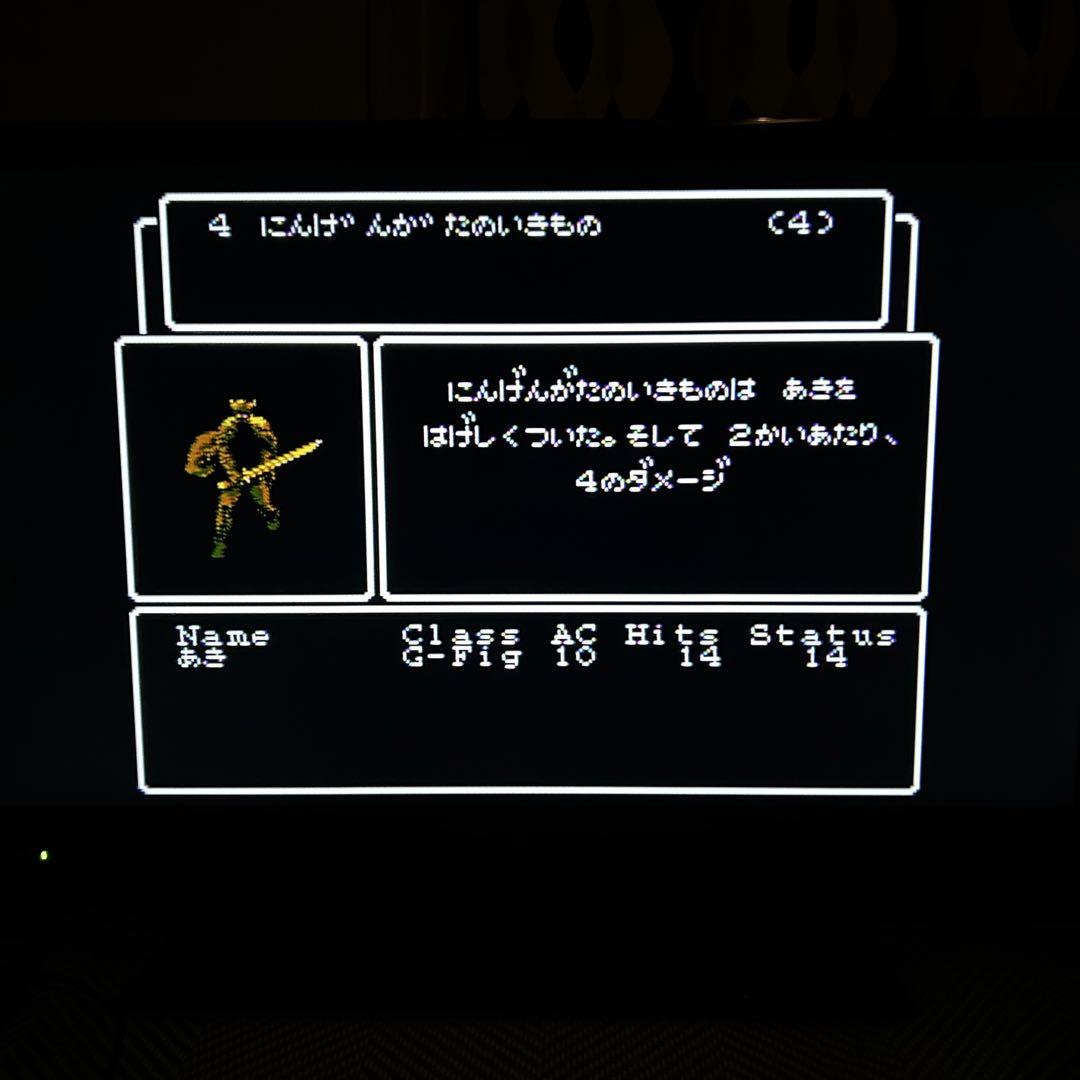 4 にんげんがたのいきもの (4)
にんげんがたのいきものは あきを
はげしくついた。そして 2かいあたり、
4のダメージ
Name Class AC Hits Status
あき G-Fig 10 14 14